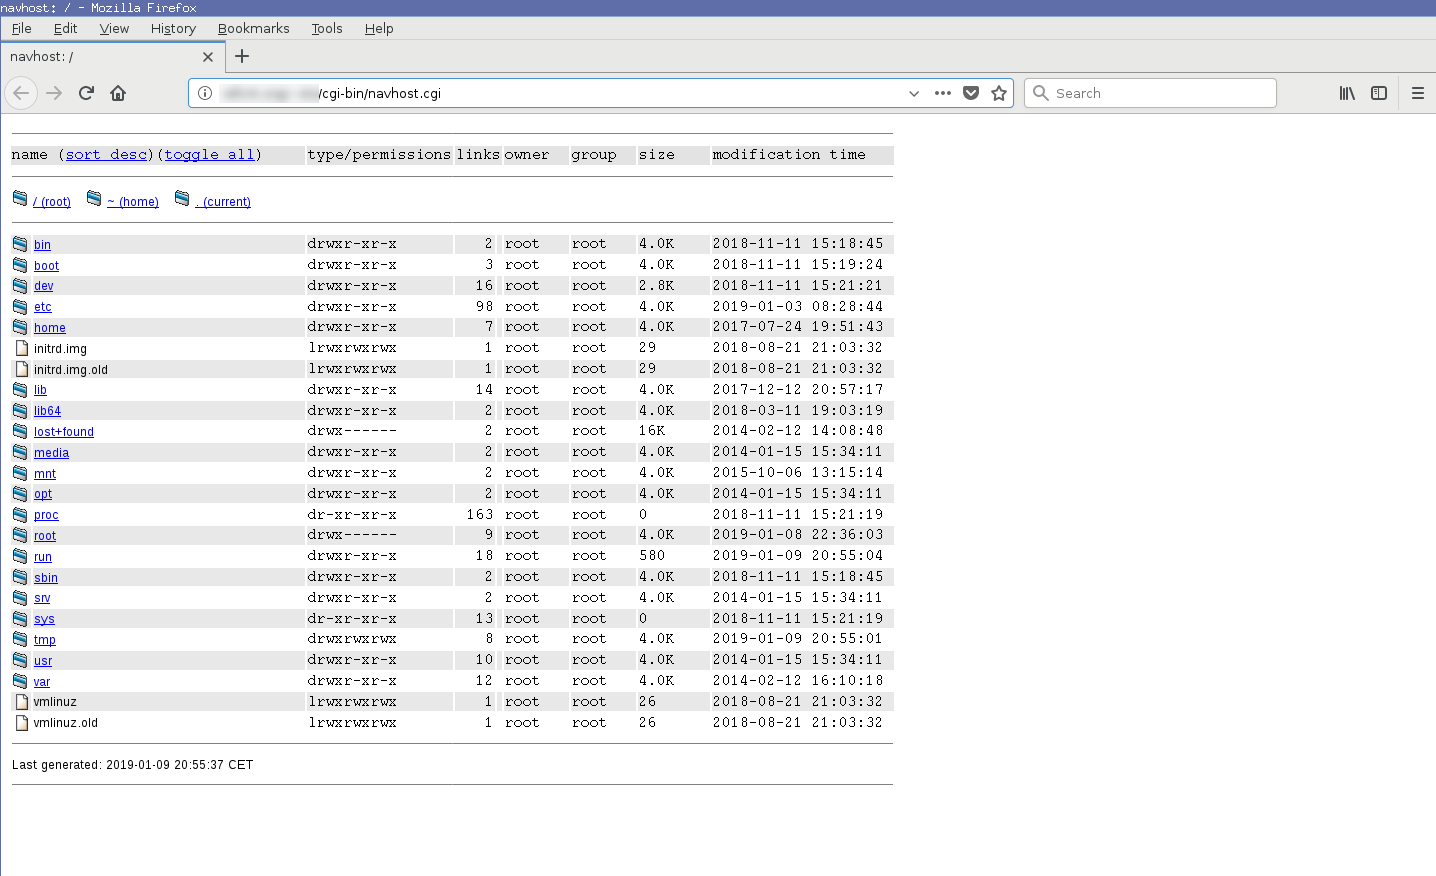 navhost: / - Mozilla Firefox
File Edit View History Bookmarks Tools Help
navhost: /
/cgi-bin/navhost.cgi Search
name (sort desc)(toggle all) type/permissions links owner group size modification time
/ (root) ~ (home) . (current)
bin drwxr-xr-x 2 root root 4.0K 2018-11-11 15:18:45
boot drwxr-xr-x 3 root root 4.0K 2018-11-11 15:19:24
dev drwxr-xr-x 16 root root 2.8K 2018-11-11 15:21:21
etc drwxr-xr-x 98 root root 4.0K 2019-01-03 08:28:44
home drwxr-xr-x 7 root root 4.0K 2017-07-24 19:51:43
initrd.img lrwxrwxrwx 1 root root 29 2018-08-21 21:03:32
initrd.img.old lrwxrwxrwx 1 root root 29 2018-08-21 21:03:32
lib drwxr-xr-x 14 root root 4.0K 2017-12-12 20:57:17
lib64 drwxr-xr-x 2 root root 4.0K 2018-03-11 19:03:19
lost+found drwx------ 2 root root 16K 2014-02-12 14:08:48
media drwxr-xr-x 2 root root 4.0K 2014-01-15 15:34:11
mnt drwxr-xr-x 2 root root 4.0K 2015-10-06 13:15:14
opt drwxr-xr-x 2 root root 4.0K 2014-01-15 15:34:11
proc dr-xr-xr-x 163 root root 0 2018-11-11 15:21:19
root drwx------ 9 root root 4.0K 2019-01-08 22:36:03
run drwxr-xr-x 18 root root 580 2019-01-09 20:55:04
sbin drwxr-xr-x 2 root root 4.0K 2018-11-11 15:18:45
srv drwxr-xr-x 2 root root 4.0K 2014-01-15 15:34:11
sys dr-xr-xr-x 13 root root 0 2018-11-11 15:21:19
tmp drwxrwxrwx 8 root root 4.0K 2019-01-09 20:55:01
usr drwxr-xr-x 10 root root 4.0K 2014-01-15 15:34:11
var drwxr-xr-x 12 root root 4.0K 2014-02-12 16:10:18
vmlinuz lrwxrwxrwx 1 root root 26 2018-08-21 21:03:32
vmlinuz.old lrwxrwxrwx 1 root root 26 2018-08-21 21:03:32
Last generated: 2019-01-09 20:55:37 CET